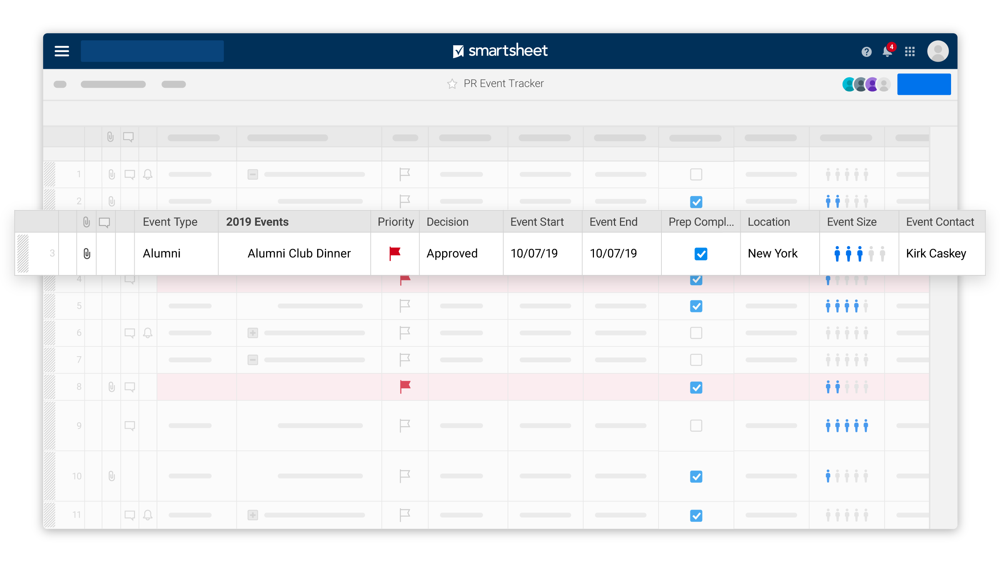 smartsheet
? 4
PR Event Tracker
1
2
Event Type 2019 Events Priority Decision Event Start Event End Prep Compl... Location Event Size Event Contact
3 Alumni Alumni Club Dinner Approved 10/07/19 10/07/19 New York Kirk Caskey
4
5
6
7
8
9
10
11